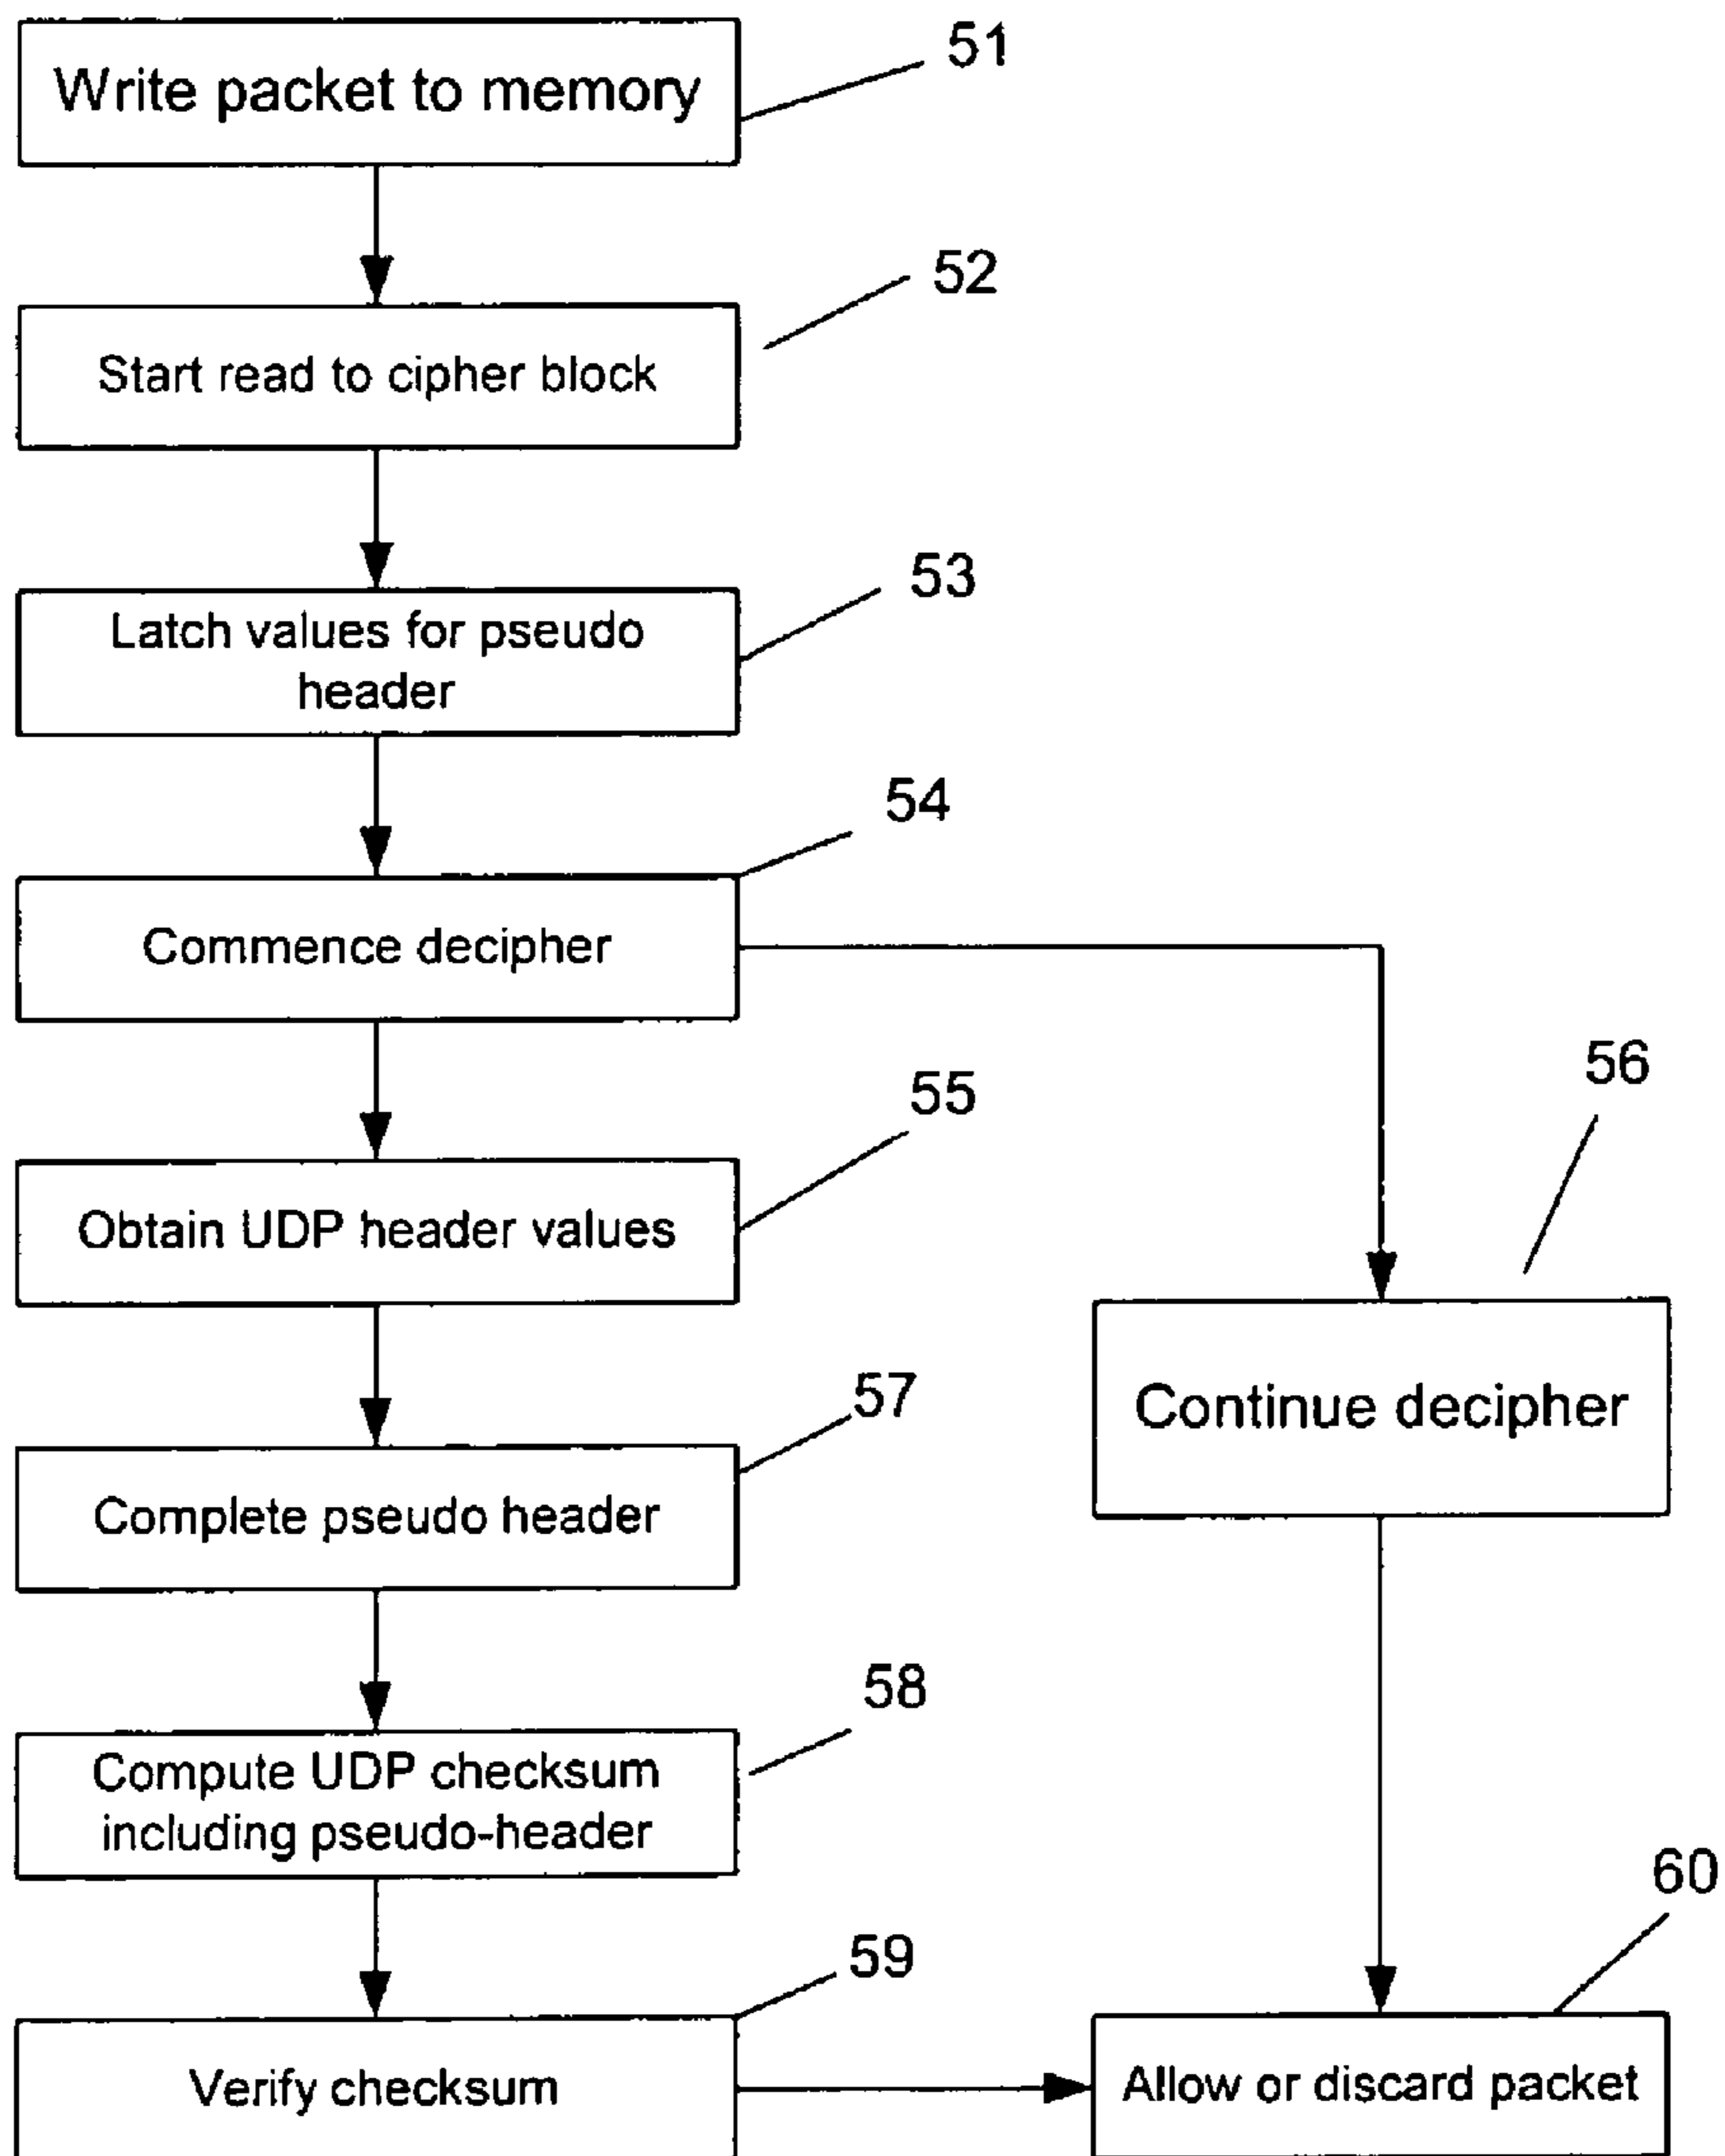 Write packet to memory
51
Start read to cipher block
52
Latch values for pseudo
header
53
Commence decipher
54
Obtain UDP header values
55
Continue decipher
56
Complete pseudo header
57
Compute UDP checksum
including pseudo-header
58
Verify checksum
59
Allow or discard packet
60